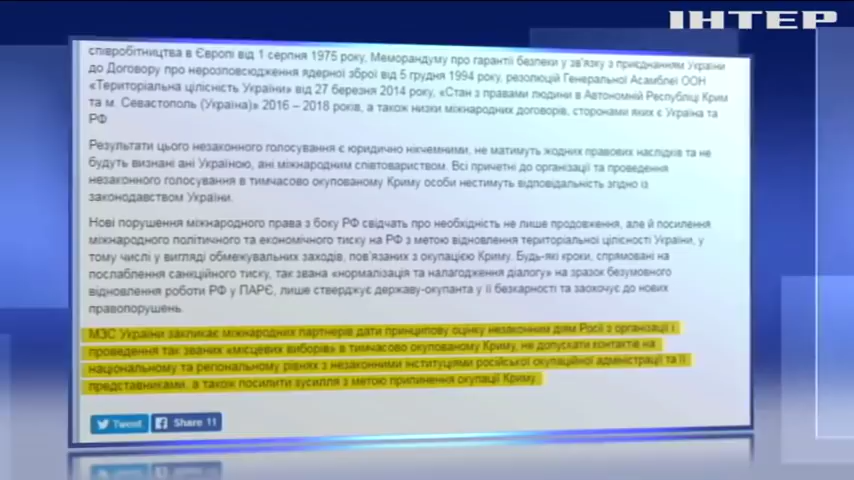 ІНТЕР
співробітництва в Європі від 1 серпня 1975 року, Меморандуму про гарантії безпеки у зв'язку з приєднанням України
до Договору про нерозповсюдження ядерної зброї від 5 грудня 1994 року, резолюцій Генеральної Асамблеї ООН
«Територіальна цілісність України» від 27 березня 2014 року, «Стан з правами людини в Автономній Республіці Крим
та м. Севастополь (Україна)» 2016 – 2018 років, а також низки міжнародних договорів, сторонами яких є Україна та
РФ
Результати цього незаконного голосування є юридично нікчемними, не матимуть жодних правових наслідків та не
будуть визнані ані Україною, ані міжнародним співтовариством. Всі причетні до організації та проведення
незаконного голосування в тимчасово окупованому Криму особи нестимуть відповідальність згідно із
законодавством України.
Нові порушення міжнародного права з боку РФ свідчать про необхідність не лише продовження, але й посилення
міжнародного політичного та економічного тиску на РФ з метою відновлення територіальної цілісності України, у
тому числі у вигляді обмежувальних заходів, пов'язаних з окупацією Криму. Будь-які кроки, спрямовані на
послаблення санкційного тиску, так звана «нормалізація та налагодження діалогу» на зразок безумовного
відновлення роботи РФ у ПАРЄ, лише стверджує державу-окупанта у її безкарності та заохочує до нових
правопорушень.
МЗС України закликає міжнародних партнерів дати принципову оцінку незаконним діям Росії з організації і
проведення так званих «місцевих виборів» в тимчасово окупованому Криму, не допускати контактів на
національному та регіональному рівнях з незаконними інституціями російської окупаційної адміністрації та її
представниками, а також посилити зусилля з метою припинення окупації Криму.
Tweet Share 11